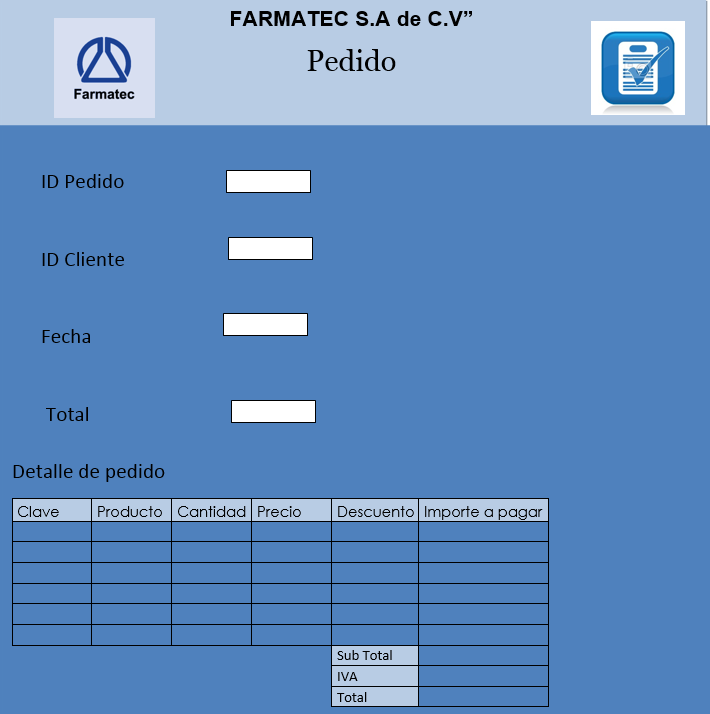 FARMATEC S.A de C.V”
Pedido
Farmatec
ID Pedido
ID Cliente
Fecha
Total
Detalle de pedido
Clave Producto Cantidad Precio Descuento Importe a pagar
Sub Total
IVA
Total